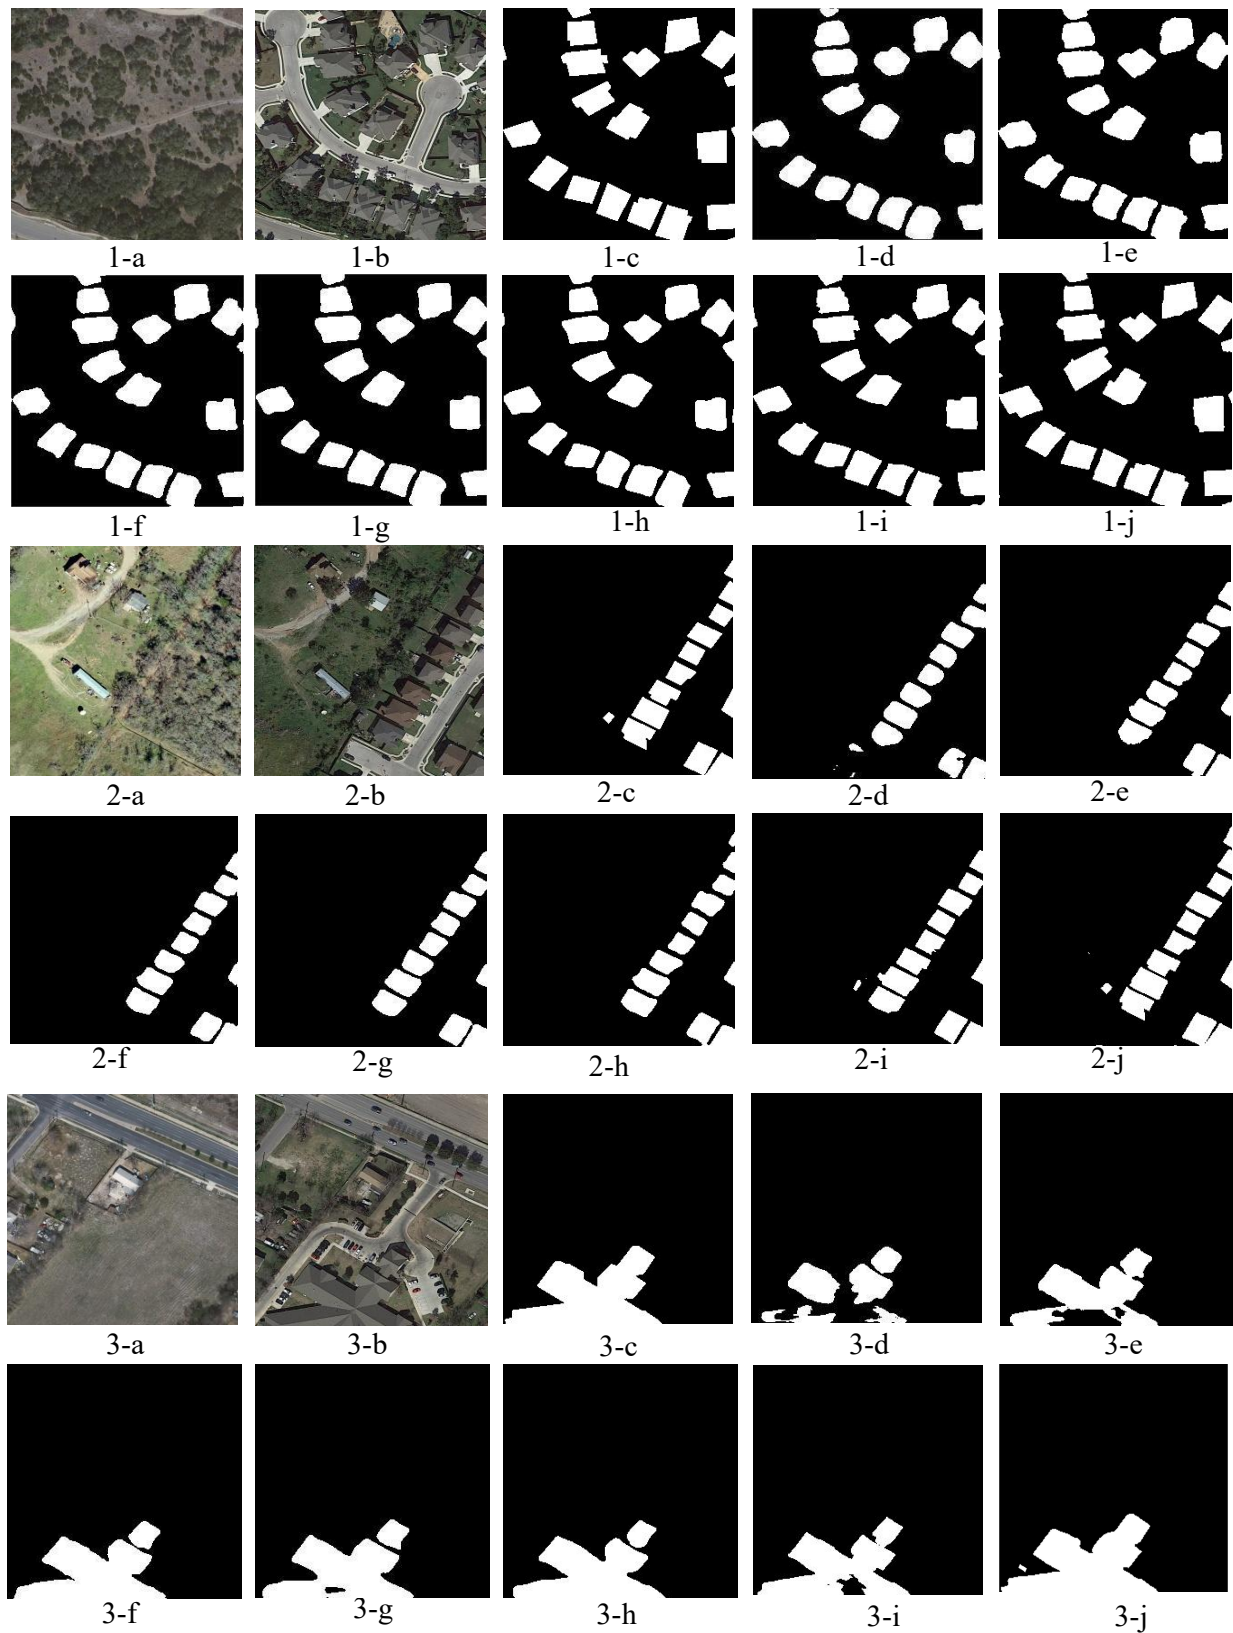 1-a 1-b 1-c 1-d 1-e
1-f 1-g 1-h 1-i 1-j
2-a 2-b 2-c 2-d 2-e
2-f 2-g 2-h 2-i 2-j
3-a 3-b 3-c 3-d 3-e
3-f 3-g 3-h 3-i 3-j